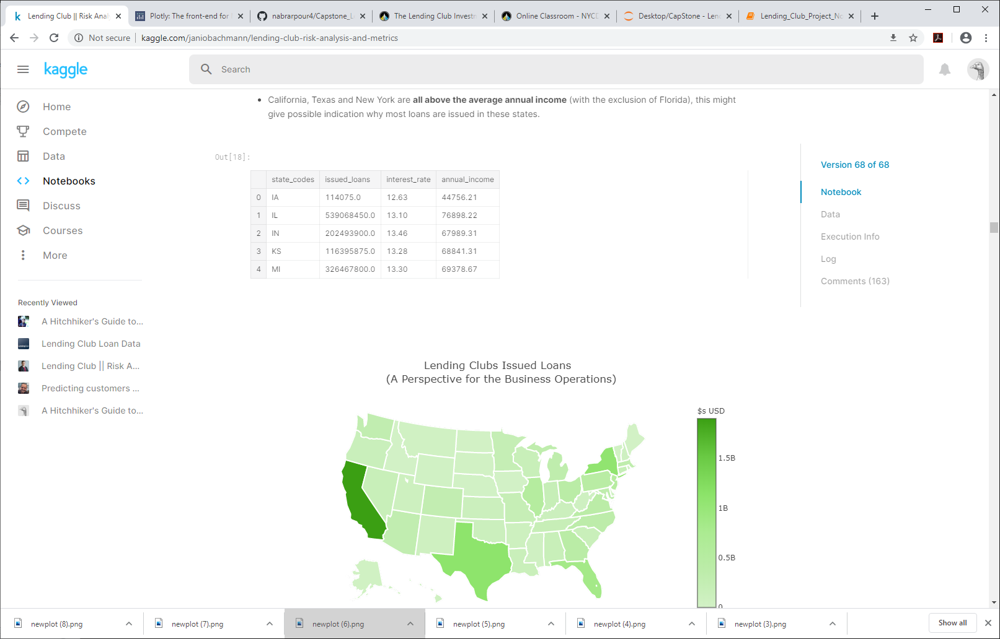 Lending Club || Risk Anal
Plotly: The front-end for
nabrarpour4/Capstone_L
The Lending Club Investm
Online Classroom - NYCD
Desktop/CapStone - Lend
Lending_Club_Project_No
Not secure
kaggle.com/janiobachmann/lending-club-risk-analysis-and-metrics
kaggle
Search
Home
Compete
Data
Notebooks
Discuss
Courses
More
Recently Viewed
A Hitchhiker's Guide to...
Lending Club Loan Data
Lending Club || Risk A...
Predicting customers ...
A Hitchhiker's Guide to...
• California, Texas and New York are all above the average annual income (with the exclusion of Florida), this might
give possible indication why most loans are issued in these states.
Out[18]:
state_codes issued_loans interest_rate annual_income
0 IA 114075.0 12.63 44756.21
1 IL 539068450.0 13.10 76898.22
2 IN 202493900.0 13.46 67989.31
3 KS 116395875.0 13.28 68841.31
4 MI 326467800.0 13.30 69378.67
Version 68 of 68
Notebook
Data
Execution Info
Log
Comments (163)
Lending Clubs Issued Loans
(A Perspective for the Business Operations)
$s USD
1.5B
1B
0.5B
0
newplot (8).png
newplot (7).png
newplot (6).png
newplot (5).png
newplot (4).png
newplot (3).png
Show all